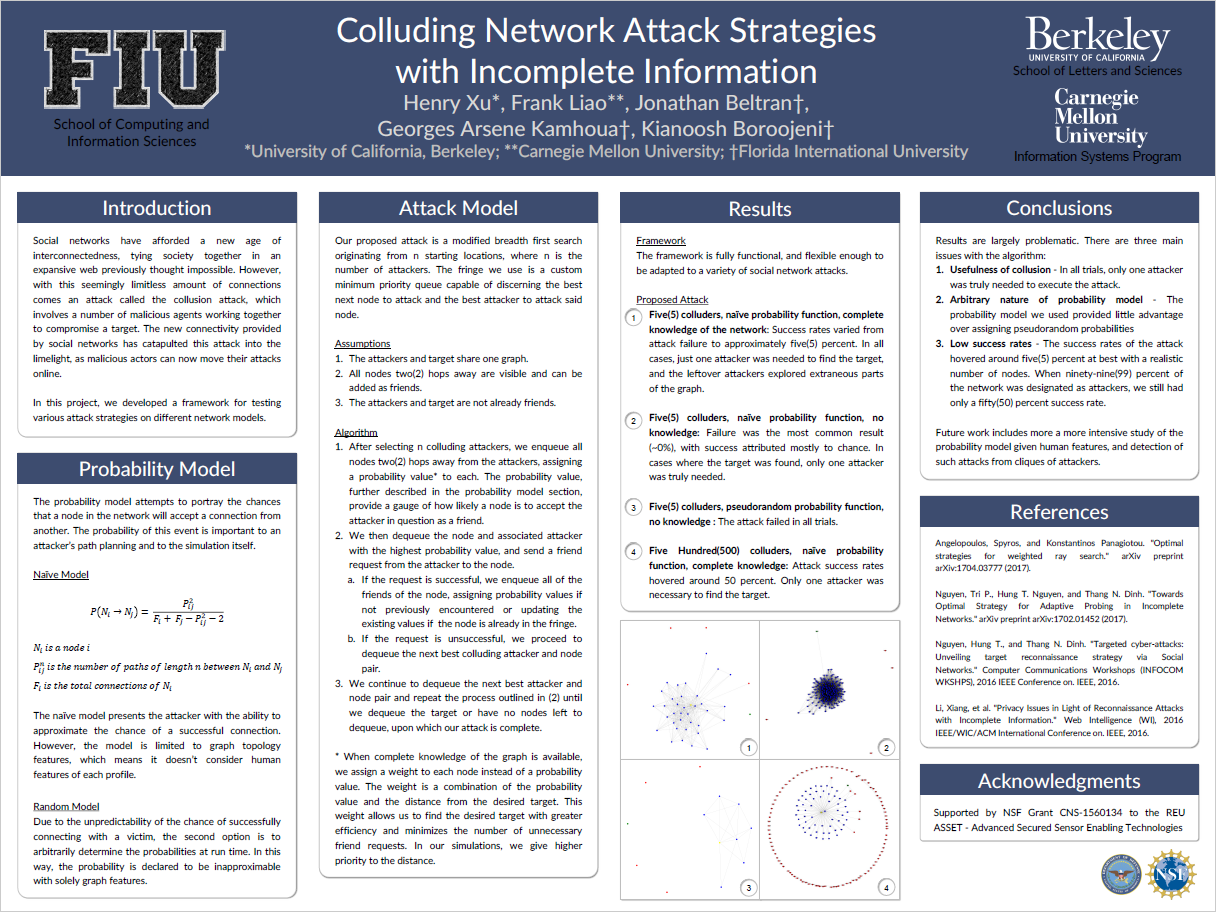 FIU
School of Computing and
Information Sciences
Colluding Network Attack Strategies
with Incomplete Information
Henry Xu*, Frank Liao**, Jonathan Beltran†,
Georges Arsene Kamhoua†, Kianoosh Boroojeni†
*University of California, Berkeley; **Carnegie Mellon University; †Florida International University
Berkeley
UNIVERSITY OF CALIFORNIA
School of Letters and Sciences
Carnegie
Mellon
University
Information Systems Program
Introduction
Social networks have afforded a new age of
interconnectedness, tying society together in an
expansive web previously thought impossible. However,
with this seemingly limitless amount of connections
comes an attack called the collusion attack, which
involves a number of malicious agents working together
to compromise a target. The new connectivity provided
by social networks has catapulted this attack into the
limelight, as malicious actors can now move their attacks
online.
In this project, we developed a framework for testing
various attack strategies on different network models.
Probability Model
The probability model attempts to portray the chances
that a node in the network will accept a connection from
another. The probability of this event is important to an
attacker's path planning and to the simulation itself.
Naïve Model
P(N_i → N_j) = P_ij^2 / (F_i + F_j − P_ij^2 − 2)
N_i is a node i
P_ij^n is the number of paths of length n between N_i and N_j
F_i is the total connections of N_i
The naïve model presents the attacker with the ability to
approximate the chance of a successful connection.
However, the model is limited to graph topology
features, which means it doesn't consider human
features of each profile.
Random Model
Due to the unpredictability of the chance of successfully
connecting with a victim, the second option is to
arbitrarily determine the probabilities at run time. In this
way, the probability is declared to be inapproximable
with solely graph features.
Attack Model
Our proposed attack is a modified breadth first search
originating from n starting locations, where n is the
number of attackers. The fringe we use is a custom
minimum priority queue capable of discerning the best
next node to attack and the best attacker to attack said
node.
Assumptions
1. The attackers and target share one graph.
2. All nodes two(2) hops away are visible and can be
added as friends.
3. The attackers and target are not already friends.
Algorithm
1. After selecting n colluding attackers, we enqueue all
nodes two(2) hops away from the attackers, assigning
a probability value* to each. The probability value,
further described in the probability model section,
provide a gauge of how likely a node is to accept the
attacker in question as a friend.
2. We then dequeue the node and associated attacker
with the highest probability value, and send a friend
request from the attacker to the node.
a. If the request is successful, we enqueue all of the
friends of the node, assigning probability values if
not previously encountered or updating the
existing values if the node is already in the fringe.
b. If the request is unsuccessful, we proceed to
dequeue the next best colluding attacker and node
pair.
3. We continue to dequeue the next best attacker and
node pair and repeat the process outlined in (2) until
we dequeue the target or have no nodes left to
dequeue, upon which our attack is complete.
* When complete knowledge of the graph is available,
we assign a weight to each node instead of a probability
value. The weight is a combination of the probability
value and the distance from the desired target. This
weight allows us to find the desired target with greater
efficiency and minimizes the number of unnecessary
friend requests. In our simulations, we give higher
priority to the distance.
Results
Framework
The framework is fully functional, and flexible enough to
be adapted to a variety of social network attacks.
Proposed Attack
1 Five(5) colluders, naïve probability function, complete
knowledge of the network: Success rates varied from
attack failure to approximately five(5) percent. In all
cases, just one attacker was needed to find the target,
and the leftover attackers explored extraneous parts
of the graph.
2 Five(5) colluders, naïve probability function, no
knowledge: Failure was the most common result
(~0%), with success attributed mostly to chance. In
cases where the target was found, only one attacker
was truly needed.
3 Five(5) colluders, pseudorandom probability function,
no knowledge : The attack failed in all trials.
4 Five Hundred(500) colluders, naïve probability
function, complete knowledge: Attack success rates
hovered around 50 percent. Only one attacker was
necessary to find the target.
1
2
3
4
Conclusions
Results are largely problematic. There are three main
issues with the algorithm:
1. Usefulness of collusion - In all trials, only one attacker
was truly needed to execute the attack.
2. Arbitrary nature of probability model - The
probability model we used provided little advantage
over assigning pseudorandom probabilities
3. Low success rates - The success rates of the attack
hovered around five(5) percent at best with a realistic
number of nodes. When ninety-nine(99) percent of
the network was designated as attackers, we still had
only a fifty(50) percent success rate.
Future work includes more a more intensive study of the
probability model given human features, and detection of
such attacks from cliques of attackers.
References
Angelopoulos, Spyros, and Konstantinos Panagiotou. "Optimal
strategies for weighted ray search." arXiv preprint
arXiv:1704.03777 (2017).
Nguyen, Tri P., Hung T. Nguyen, and Thang N. Dinh. "Towards
Optimal Strategy for Adaptive Probing in Incomplete
Networks." arXiv preprint arXiv:1702.01452 (2017).
Nguyen, Hung T., and Thang N. Dinh. "Targeted cyber-attacks:
Unveiling target reconnaissance strategy via Social
Networks." Computer Communications Workshops (INFOCOM
WKSHPS), 2016 IEEE Conference on. IEEE, 2016.
Li, Xiang, et al. "Privacy Issues in Light of Reconnaissance Attacks
with Incomplete Information." Web Intelligence (WI), 2016
IEEE/WIC/ACM International Conference on. IEEE, 2016.
Acknowledgments
Supported by NSF Grant CNS-1560134 to the REU
ASSET - Advanced Secured Sensor Enabling Technologies
NSF